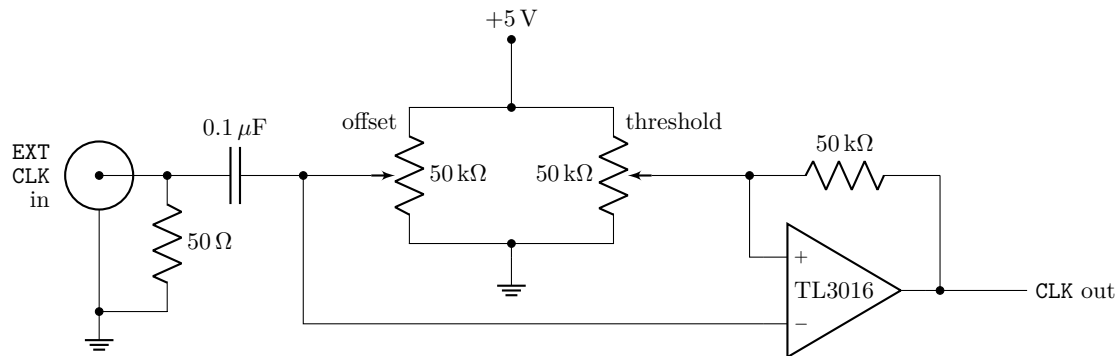 +5 V
offset
threshold
0.1 μF
50 kΩ
EXT
CLK
in
50 kΩ
50 kΩ
50 Ω
+
TL3016
−
CLK out